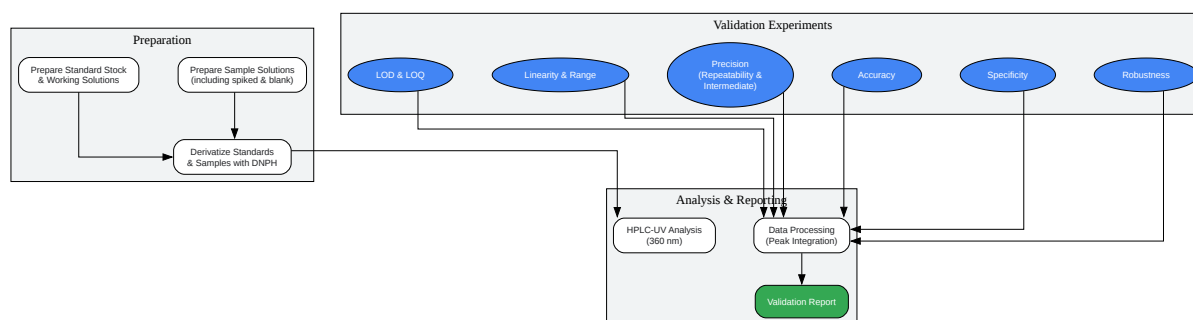 Preparation
Prepare Standard Stock
& Working Solutions
Prepare Sample Solutions
(including spiked & blank)
Derivatize Standards
& Samples with DNPH
Validation Experiments
LOD & LOQ
Linearity & Range
Precision
(Repeatability &
Intermediate)
Accuracy
Specificity
Robustness
Analysis & Reporting
HPLC-UV Analysis
(360 nm)
Data Processing
(Peak Integration)
Validation Report